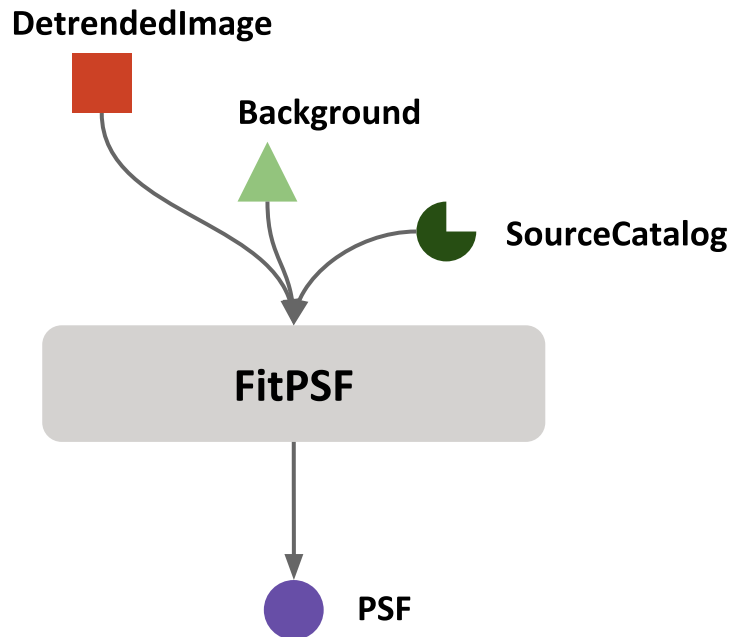 DetrendedImage
Background
SourceCatalog
FitPSF
PSF